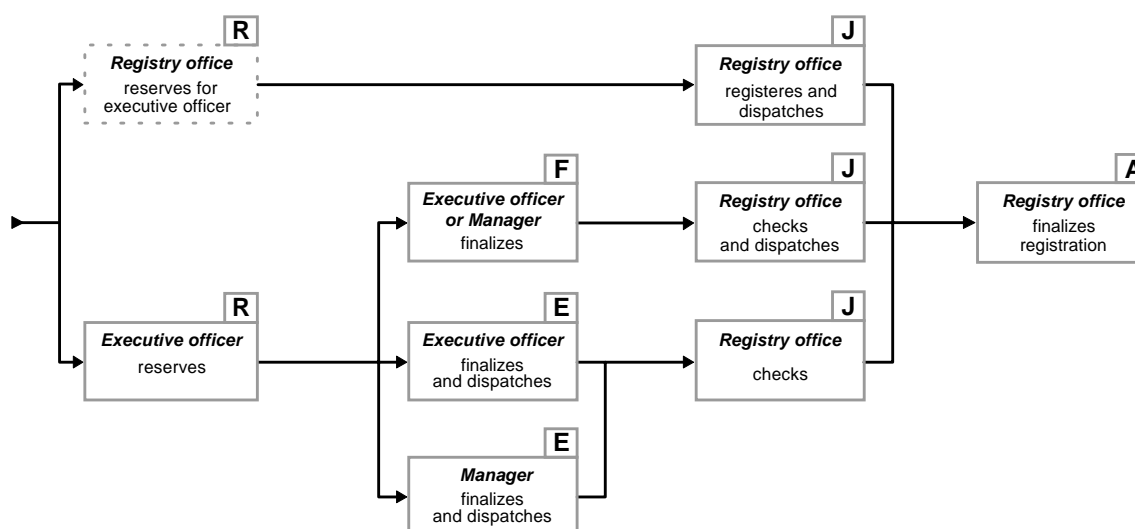 R
Registry office
reserves for
executive officer
J
Registry office
registeres and
dispatches
F
Executive officer
or Manager
finalizes
J
Registry office
checks
and dispatches
A
Registry office
finalizes
registration
R
Executive officer
reserves
E
Executive officer
finalizes
and dispatches
J
Registry office
checks
E
Manager
finalizes
and dispatches